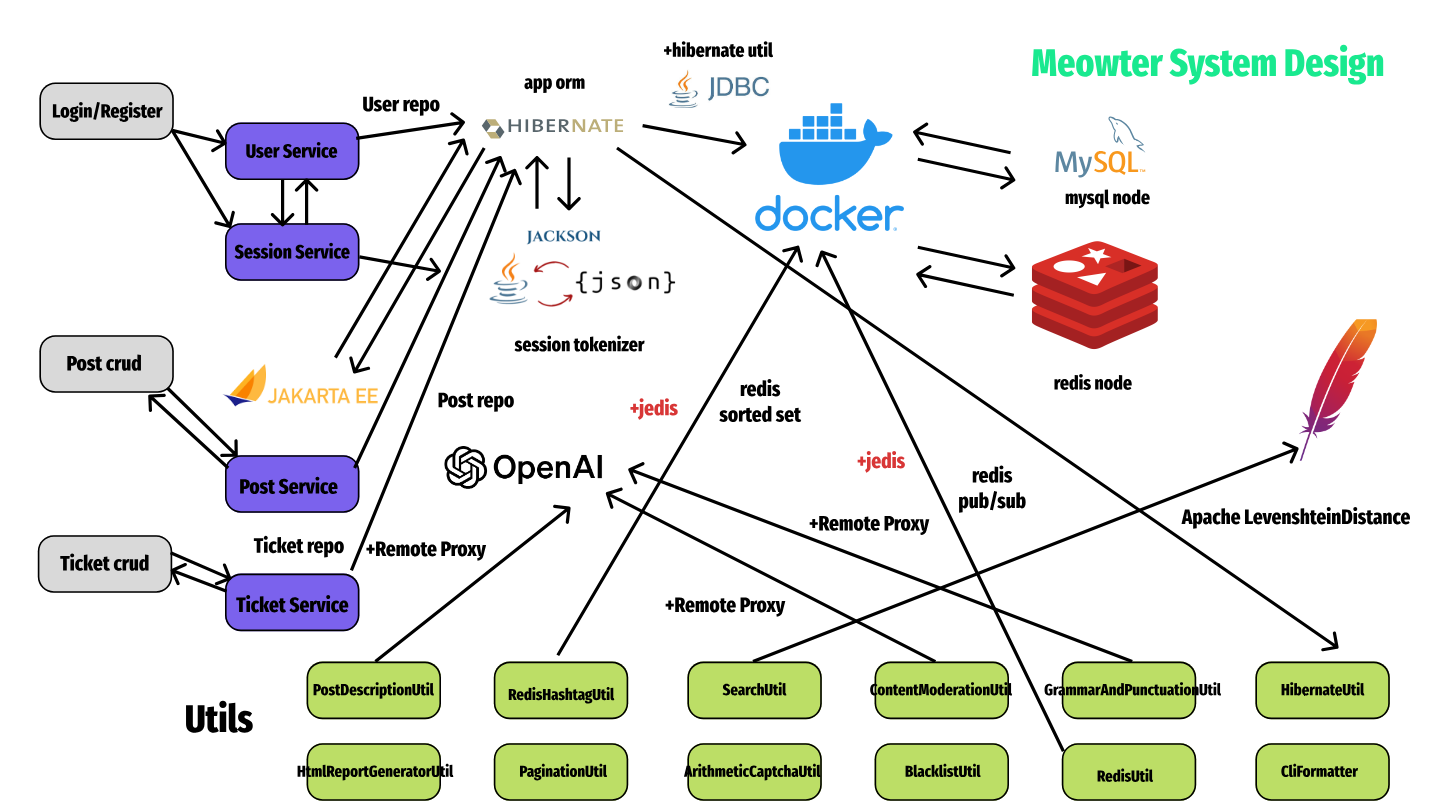 Meowter System Design
+hibernate util
JDBC
app orm
HIBERNATE
Login/Register
User repo
User Service
Session Service
docker
MySQL
mysql node
JACKSON
{json}
session tokenizer
redis node
Post crud
JAKARTA EE
Post repo
+jedis
redis
sorted set
Post Service
OpenAI
+jedis
redis
pub/sub
Apache LevenshteinDistance
+Remote Proxy
Ticket repo
+Remote Proxy
Ticket crud
Ticket Service
+Remote Proxy
Utils
PostDescriptionUtil
RedisHashtagUtil
SearchUtil
ContentModerationUtil
GrammarAndPunctuationUtil
HibernateUtil
HtmlReportGeneratorUtil
PaginationUtil
ArithmeticCaptchaUtil
BlacklistUtil
RedisUtil
CliFormatter